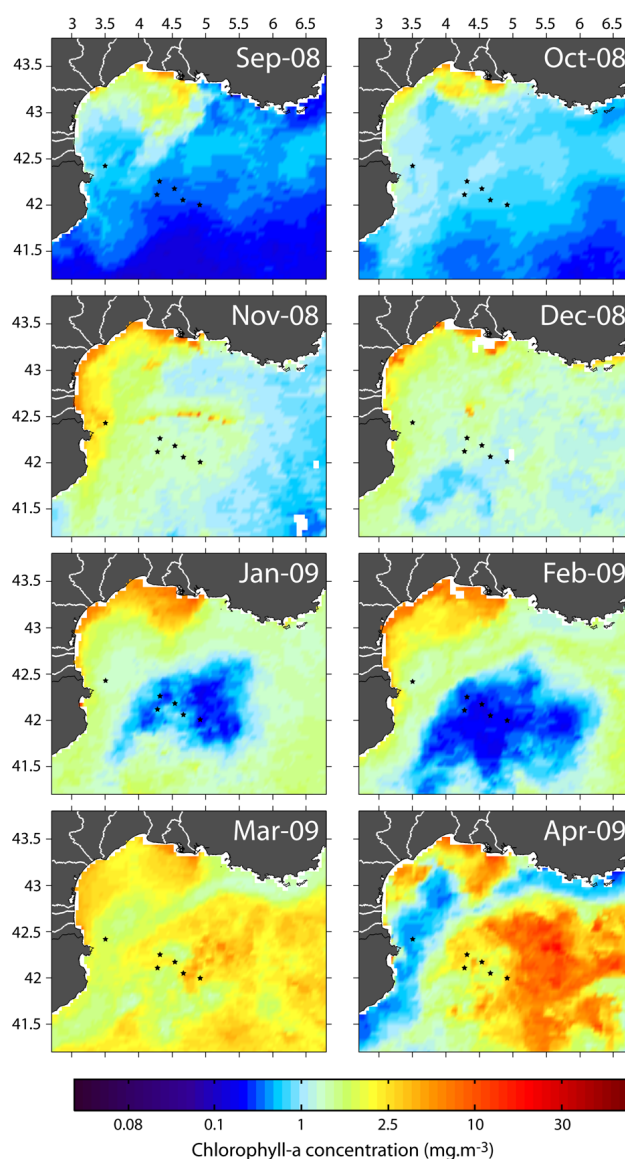 3 3.5 4 4.5 5 5.5 6 6.5 3 3.5 4 4.5 5 5.5 6 6.5
Sep-08 Oct-08
43.5
43
42.5
42
41.5
Nov-08 Dec-08
43.5
43
42.5
42
41.5
Jan-09 Feb-09
43.5
43
42.5
42
41.5
Mar-09 Apr-09
43.5
43
42.5
42
41.5
0.08 0.1 1 2.5 10 30
Chlorophyll-a concentration (mg.m-3)